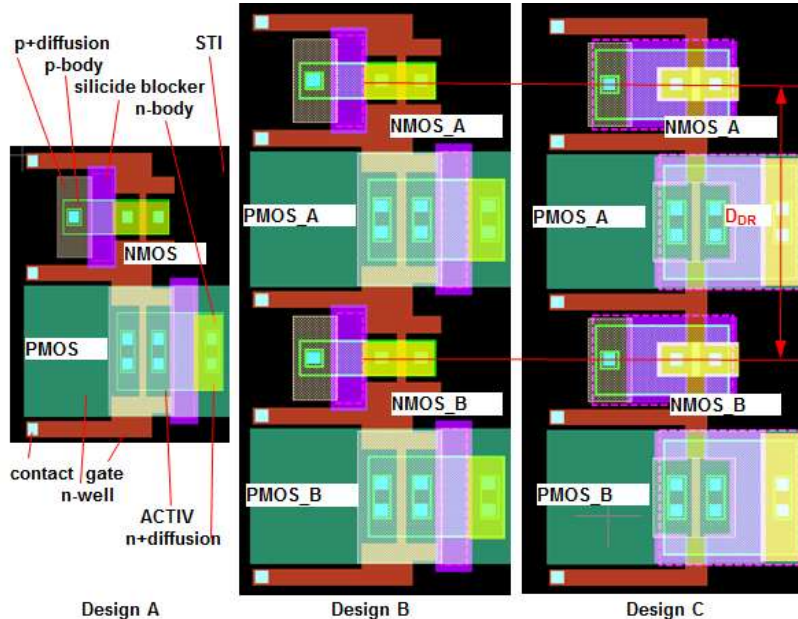 p+diffusion
STI
p-body
silicide blocker
n-body
NMOS
PMOS
contact gate
n-well
ACTIV
n+diffusion
Design A
NMOS_A
PMOS_A
NMOS_B
PMOS_B
Design B
NMOS_A
PMOS_A
DDR
NMOS_B
PMOS_B
Design C